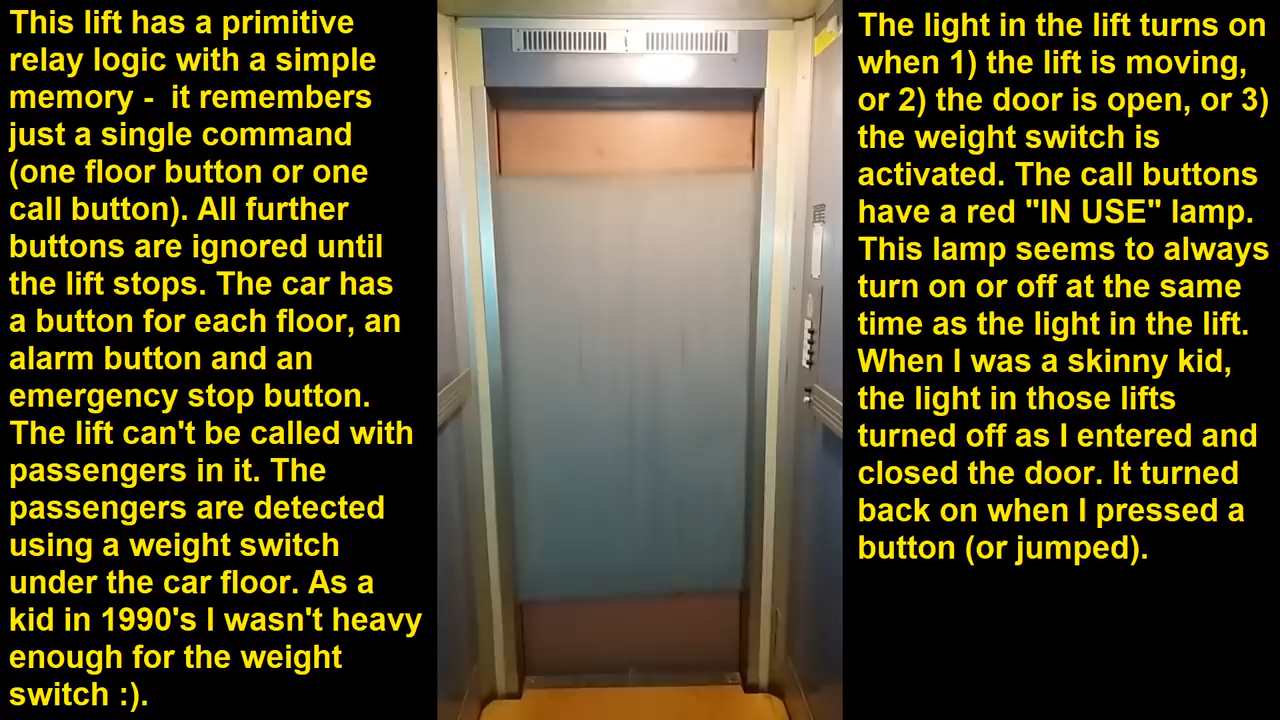 This lift has a primitive
relay logic with a simple
memory -  it remembers
just a single command
(one floor button or one
call button). All further
buttons are ignored until
the lift stops. The car has
a button for each floor, an
alarm button and an
emergency stop button.
The lift can't be called with
passengers in it. The
passengers are detected
using a weight switch
under the car floor. As a
kid in 1990's I wasn't heavy
enough for the weight
switch :).
The light in the lift turns on
when 1) the lift is moving,
or 2) the door is open, or 3)
the weight switch is
activated. The call buttons
have a red "IN USE" lamp.
This lamp seems to always
turn on or off at the same
time as the light in the lift.
When I was a skinny kid,
the light in those lifts
turned off as I entered and
closed the door. It turned
back on when I pressed a
button (or jumped).